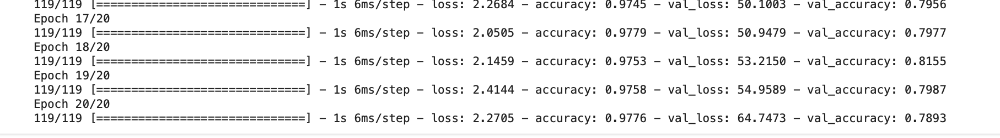 119/119 [==============================] - 1s 6ms/step - loss: 2.2684 - accuracy: 0.9745 - val_loss: 50.1003 - val_accuracy: 0.7956
Epoch 17/20
119/119 [==============================] - 1s 6ms/step - loss: 2.0505 - accuracy: 0.9779 - val_loss: 50.9479 - val_accuracy: 0.7977
Epoch 18/20
119/119 [==============================] - 1s 6ms/step - loss: 2.1459 - accuracy: 0.9753 - val_loss: 53.2150 - val_accuracy: 0.8155
Epoch 19/20
119/119 [==============================] - 1s 6ms/step - loss: 2.4144 - accuracy: 0.9758 - val_loss: 54.9589 - val_accuracy: 0.7987
Epoch 20/20
119/119 [==============================] - 1s 6ms/step - loss: 2.2705 - accuracy: 0.9776 - val_loss: 64.7473 - val_accuracy: 0.7893